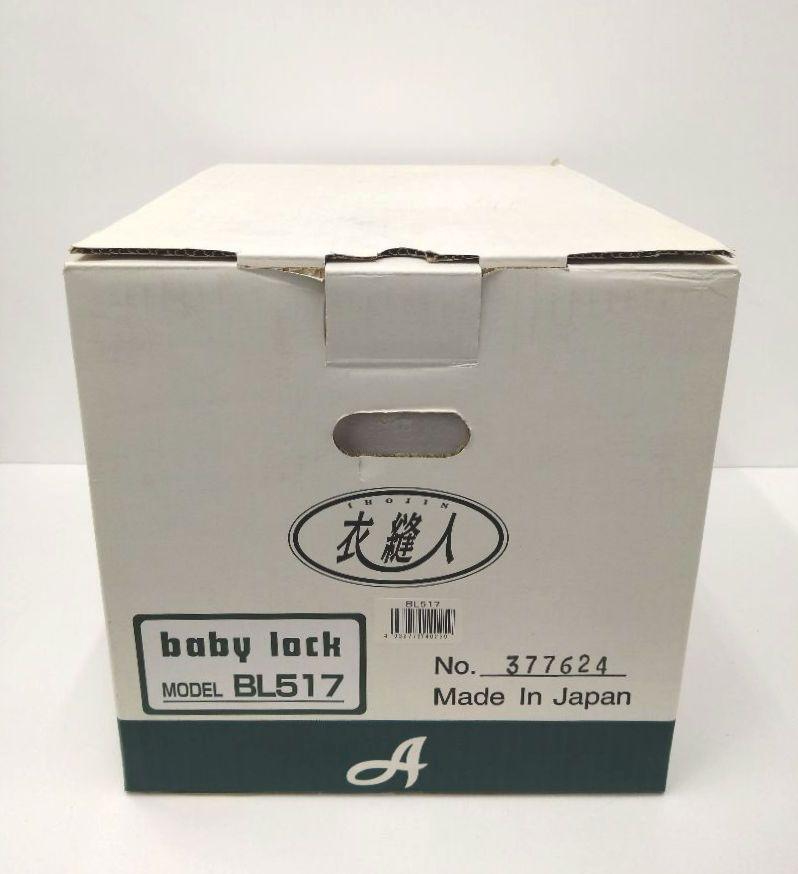 IHOJIN
衣縫人
BL517
baby lock
MODEL BL517
No. 377624
Made In Japan
A